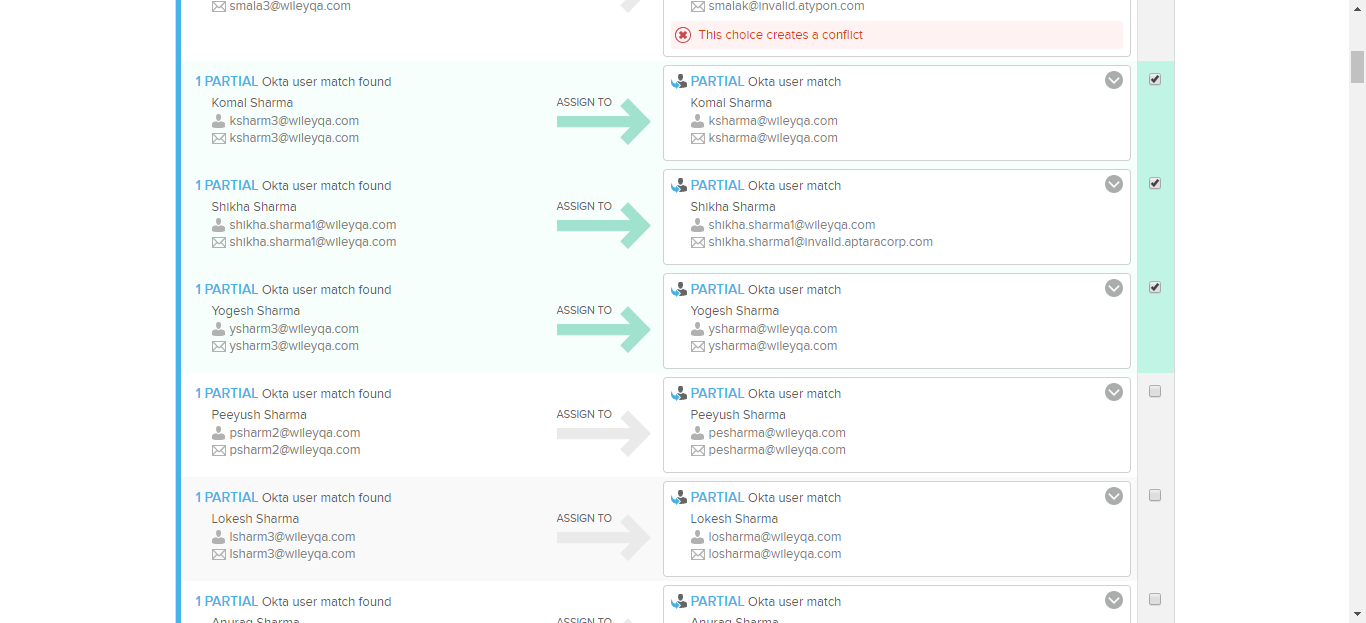 smala3@wileyqa.com
smalak@invalid.atypon.com
This choice creates a conflict
1 PARTIAL Okta user match found
Komal Sharma
ksharm3@wileyqa.com
ksharm3@wileyqa.com
ASSIGN TO
PARTIAL Okta user match
Komal Sharma
ksharma@wileyqa.com
ksharma@wileyqa.com
1 PARTIAL Okta user match found
Shikha Sharma
shikha.sharma1@wileyqa.com
shikha.sharma1@wileyqa.com
ASSIGN TO
PARTIAL Okta user match
Shikha Sharma
shikha.sharma1@wileyqa.com
shikha.sharma1@invalid.aptaracorp.com
1 PARTIAL Okta user match found
Yogesh Sharma
ysharm3@wileyqa.com
ysharm3@wileyqa.com
ASSIGN TO
PARTIAL Okta user match
Yogesh Sharma
ysharma@wileyqa.com
ysharma@wileyqa.com
1 PARTIAL Okta user match found
Peeyush Sharma
psharm2@wileyqa.com
psharm2@wileyqa.com
ASSIGN TO
PARTIAL Okta user match
Peeyush Sharma
pesharma@wileyqa.com
pesharma@wileyqa.com
1 PARTIAL Okta user match found
Lokesh Sharma
lsharm3@wileyqa.com
lsharm3@wileyqa.com
ASSIGN TO
PARTIAL Okta user match
Lokesh Sharma
losharma@wileyqa.com
losharma@wileyqa.com
1 PARTIAL Okta user match found
Anurag Sharma
ASSIGN TO
PARTIAL Okta user match
Anurag Sharma